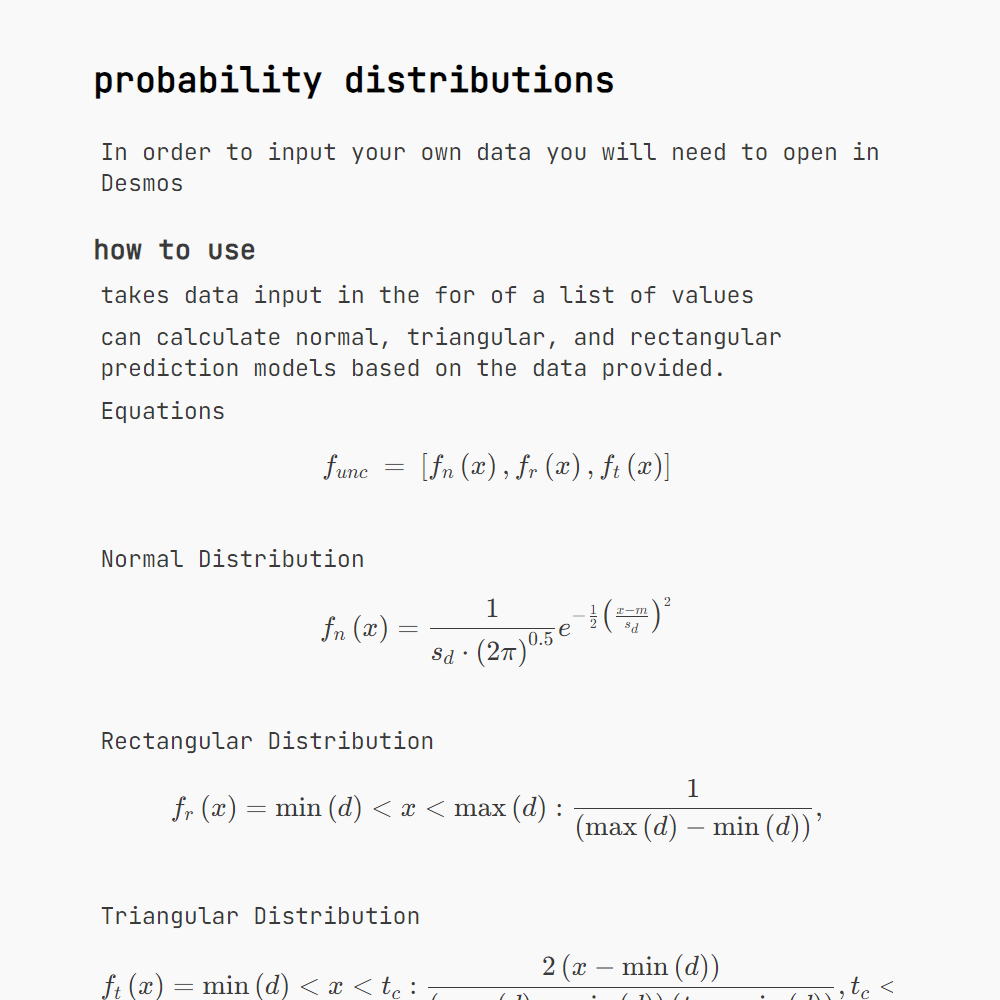 probability distributions
In order to input your own data you will need to open in
Desmos
how to use
takes data input in the for of a list of values
can calculate normal, triangular, and rectangular
prediction models based on the data provided.
Equations
f_{unc} = [f_n(x), f_r(x), f_t(x)]
Normal Distribution
f_n(x) = \frac{1}{s_d \cdot (2\pi)^{0.5}} e^{-\frac{1}{2}\left(\frac{x-m}{s_d}\right)^2}
Rectangular Distribution
f_r(x) = \min(d) < x < \max(d) : \frac{1}{(\max(d) - \min(d))},
Triangular Distribution
f_t(x) = \min(d) < x < t_c : 2(x - \min(d)) , t_c <